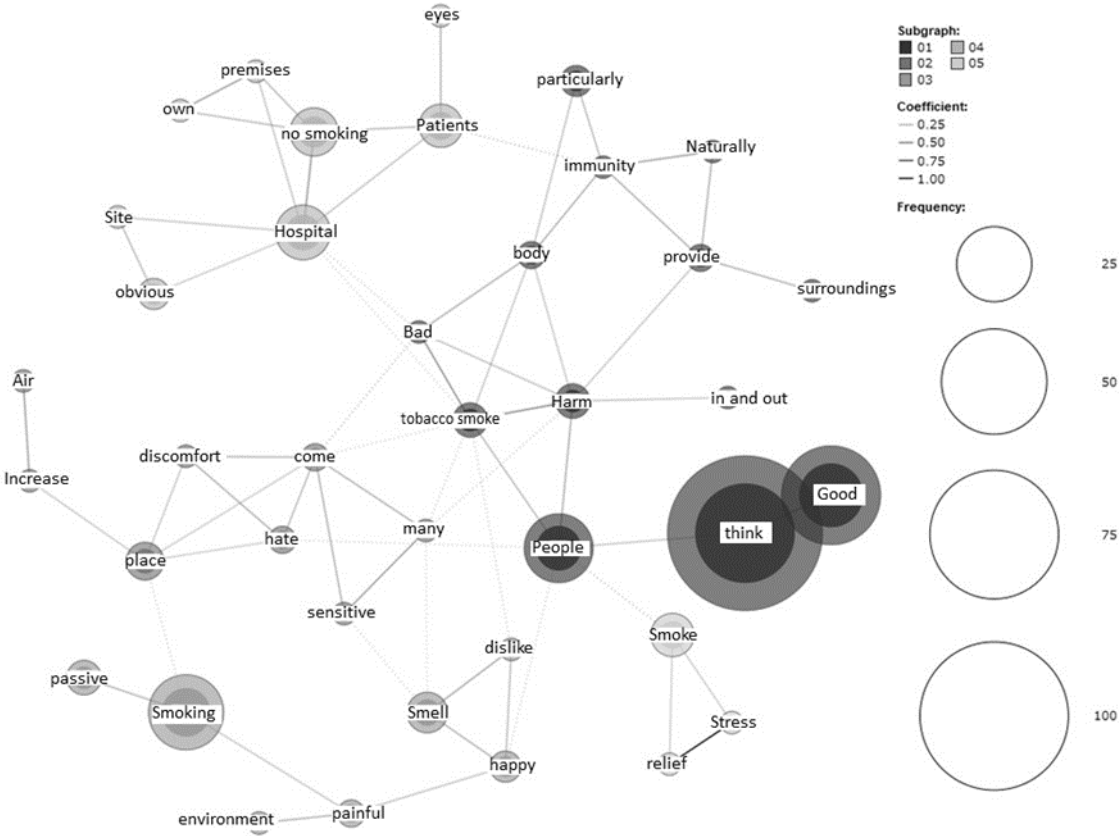 eyes
premises
own
no smoking
Patients
particularly
immunity
Naturally
Site
Hospital
obvious
body
provide
surroundings
Bad
Air
tobacco smoke
Harm
in and out
discomfort
come
Increase
hate
many
place
People
think
Good
sensitive
Smoke
dislike
passive
Smoking
Smell
Stress
happy
relief
environment
painful
Subgraph:
01 04
02 05
03
Coefficient:
0.25
0.50
0.75
1.00
Frequency:
25
50
75
100